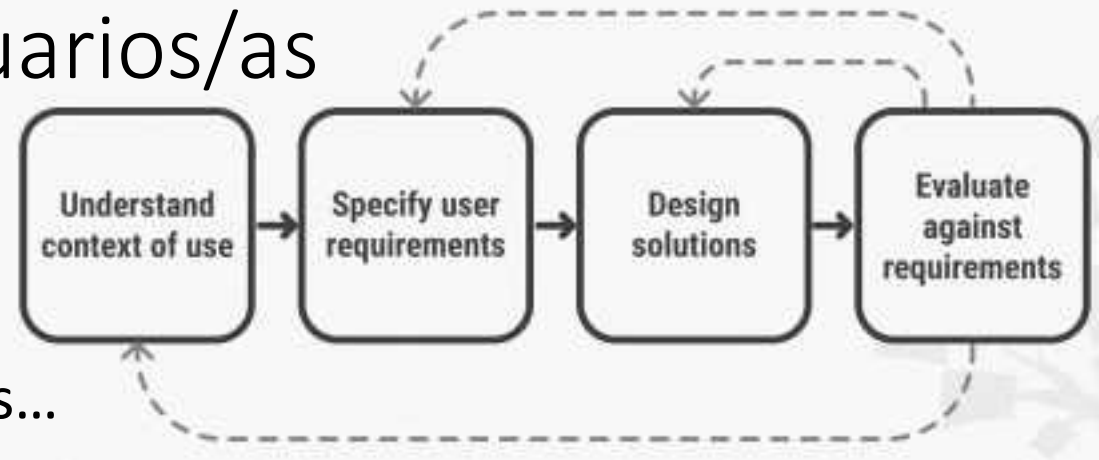 uarios/as
Understand
context of use
Specify user
requirements
Design
solutions
Evaluate
against
requirements
s...